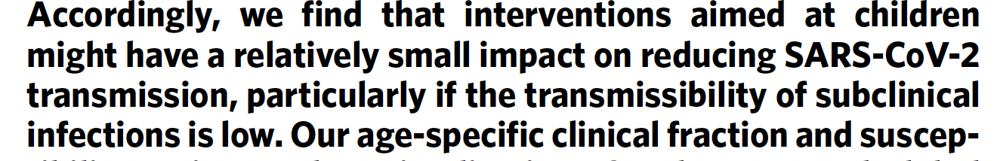 Accordingly, we find that interventions aimed at children
might have a relatively small impact on reducing SARS-CoV-2
transmission, particularly if the transmissibility of subclinical
infections is low. Our age-specific clinical fraction and suscep-